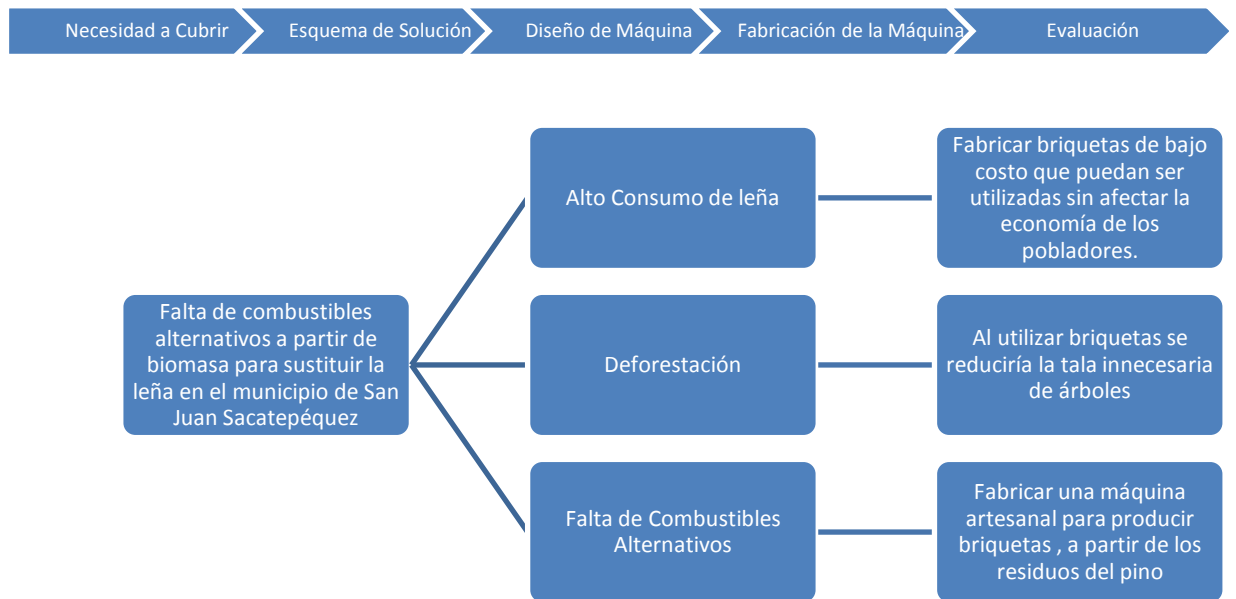 Necesidad a Cubrir
Esquema de Solución
Diseño de Máquina
Fabricación de la Máquina
Evaluación
Falta de combustibles
alternativos a partir de
biomasa para sustituir la
leña en el municipio de San
Juan Sacatepéquez
Alto Consumo de leña
Fabricar briquetas de bajo
costo que puedan ser
utilizadas sin afectar la
economía de los
pobladores.
Deforestación
Al utilizar briquetas se
reduciría la tala innecesaria
de árboles
Falta de Combustibles
Alternativos
Fabricar una máquina
artesanal para producir
briquetas , a partir de los
residuos del pino